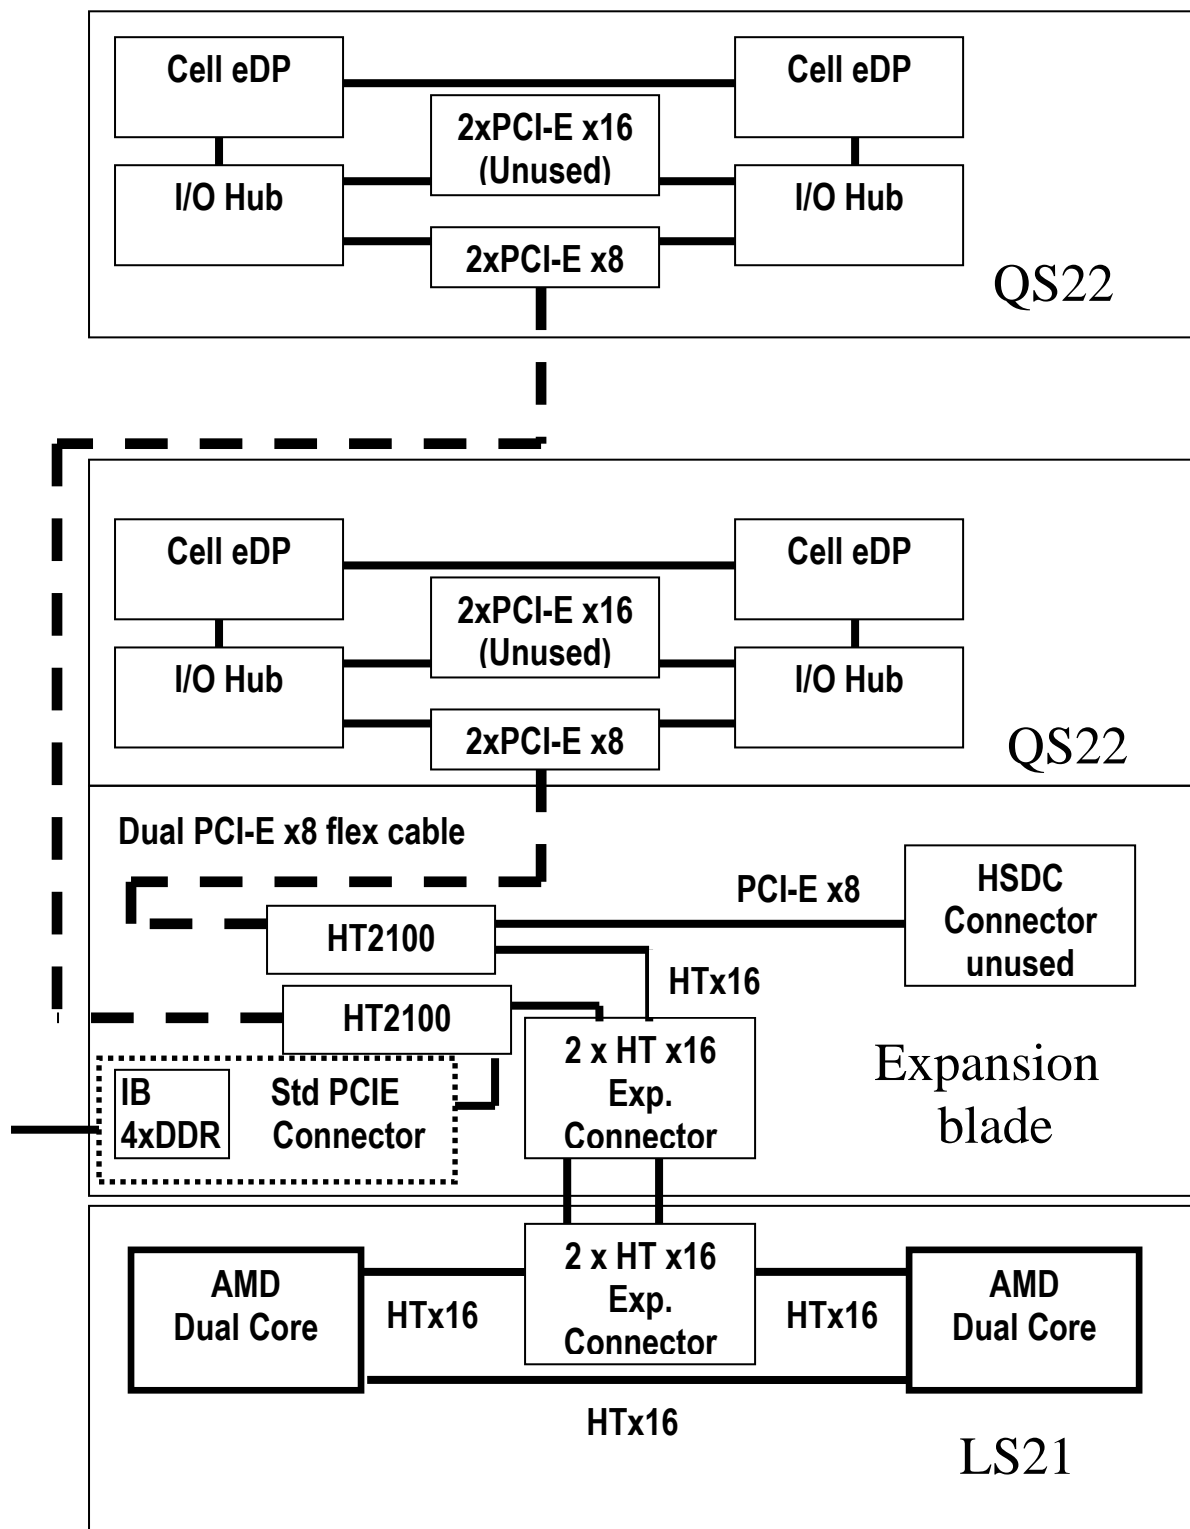 Cell eDP
Cell eDP
2xPCI-E x16
(Unused)
I/O Hub
I/O Hub
2xPCI-E x8
QS22
Cell eDP
Cell eDP
2xPCI-E x16
(Unused)
I/O Hub
I/O Hub
2xPCI-E x8
QS22
Dual PCI-E x8 flex cable
PCI-E x8
HSDC
Connector
unused
HT2100
HTx16
HT2100
2 x HT x16
Exp.
Connector
Expansion
blade
IB
4xDDR
Std PCIE
Connector
2 x HT x16
Exp.
Connector
AMD
Dual Core
HTx16
HTx16
AMD
Dual Core
HTx16
LS21